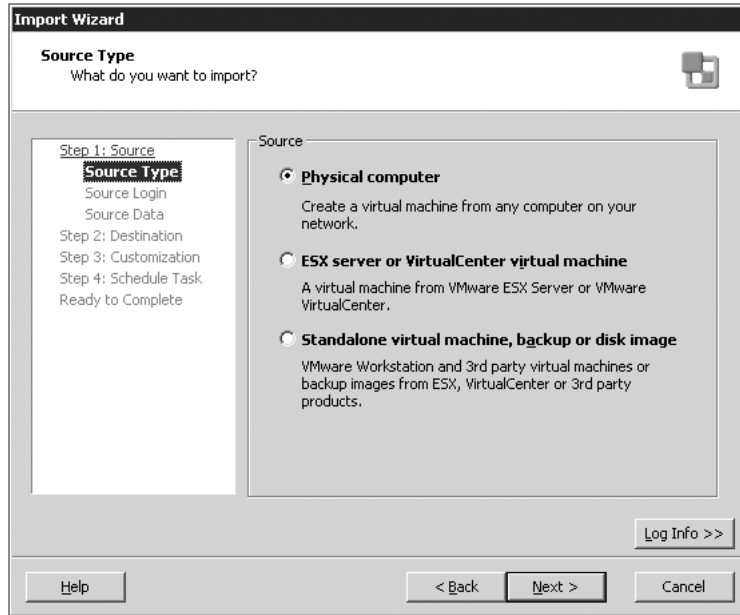 Import Wizard
Source Type
What do you want to import?
Step 1: Source
Source Type
Source Login
Source Data
Step 2: Destination
Step 3: Customization
Step 4: Schedule Task
Ready to Complete
Source
Physical computer
Create a virtual machine from any computer on your
network.
ESX server or VirtualCenter virtual machine
A virtual machine from VMware ESX Server or VMware
VirtualCenter.
Standalone virtual machine, backup or disk image
VMware Workstation and 3rd party virtual machines or
backup images from ESX, VirtualCenter or 3rd party
products.
Log Info >>
Help
< Back
Next >
Cancel